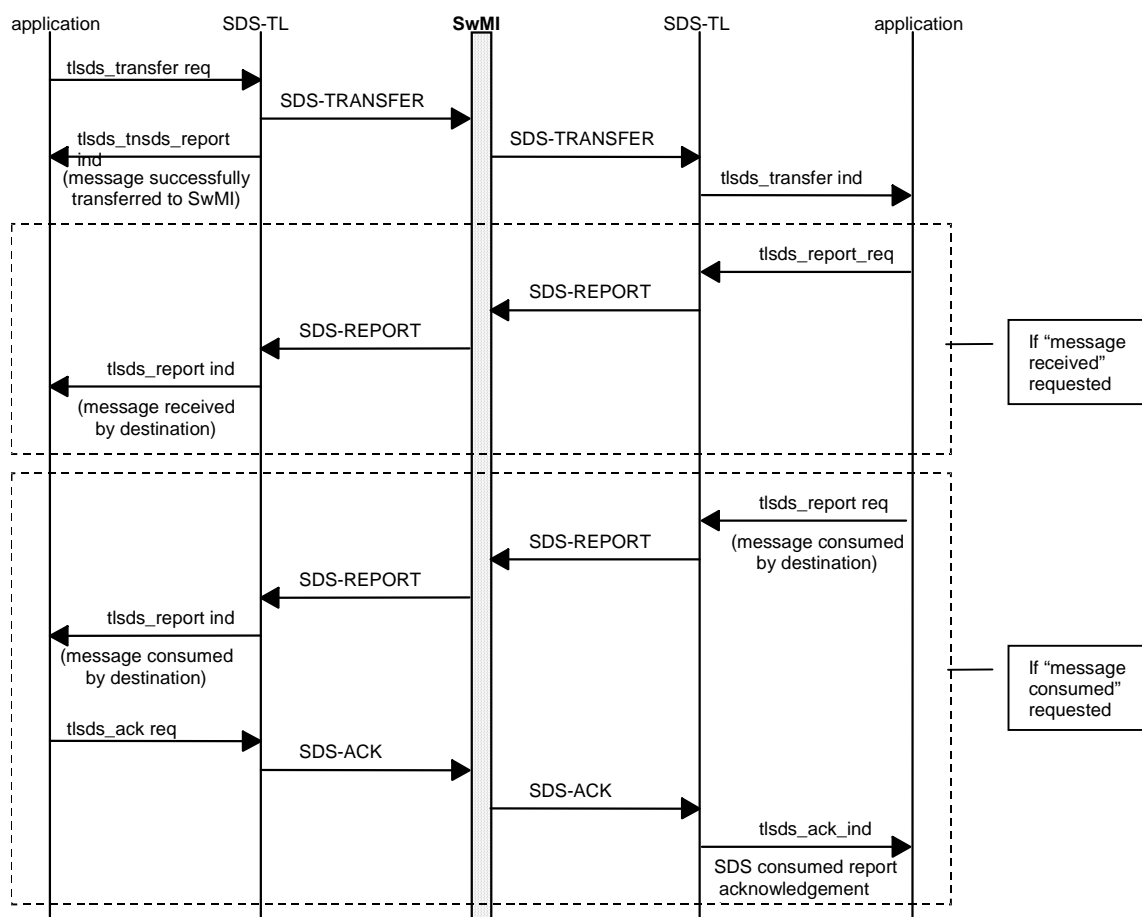 application
SDS-TL
SwMI
SDS-TL
application
tlsds_transfer req
SDS-TRANSFER
tlsds_tnsds_report
ind
(message successfully
transferred to SwMI)
SDS-TRANSFER
tlsds_transfer ind
tlsds_report_req
SDS-REPORT
SDS-REPORT
tlsds_report ind
(message received
by destination)
If “message
received”
requested
tlsds_report req
(message consumed
by destination)
SDS-REPORT
SDS-REPORT
tlsds_report ind
(message consumed
by destination)
If “message
consumed”
requested
tlsds_ack req
SDS-ACK
SDS-ACK
tlsds_ack_ind
SDS consumed report
acknowledgement